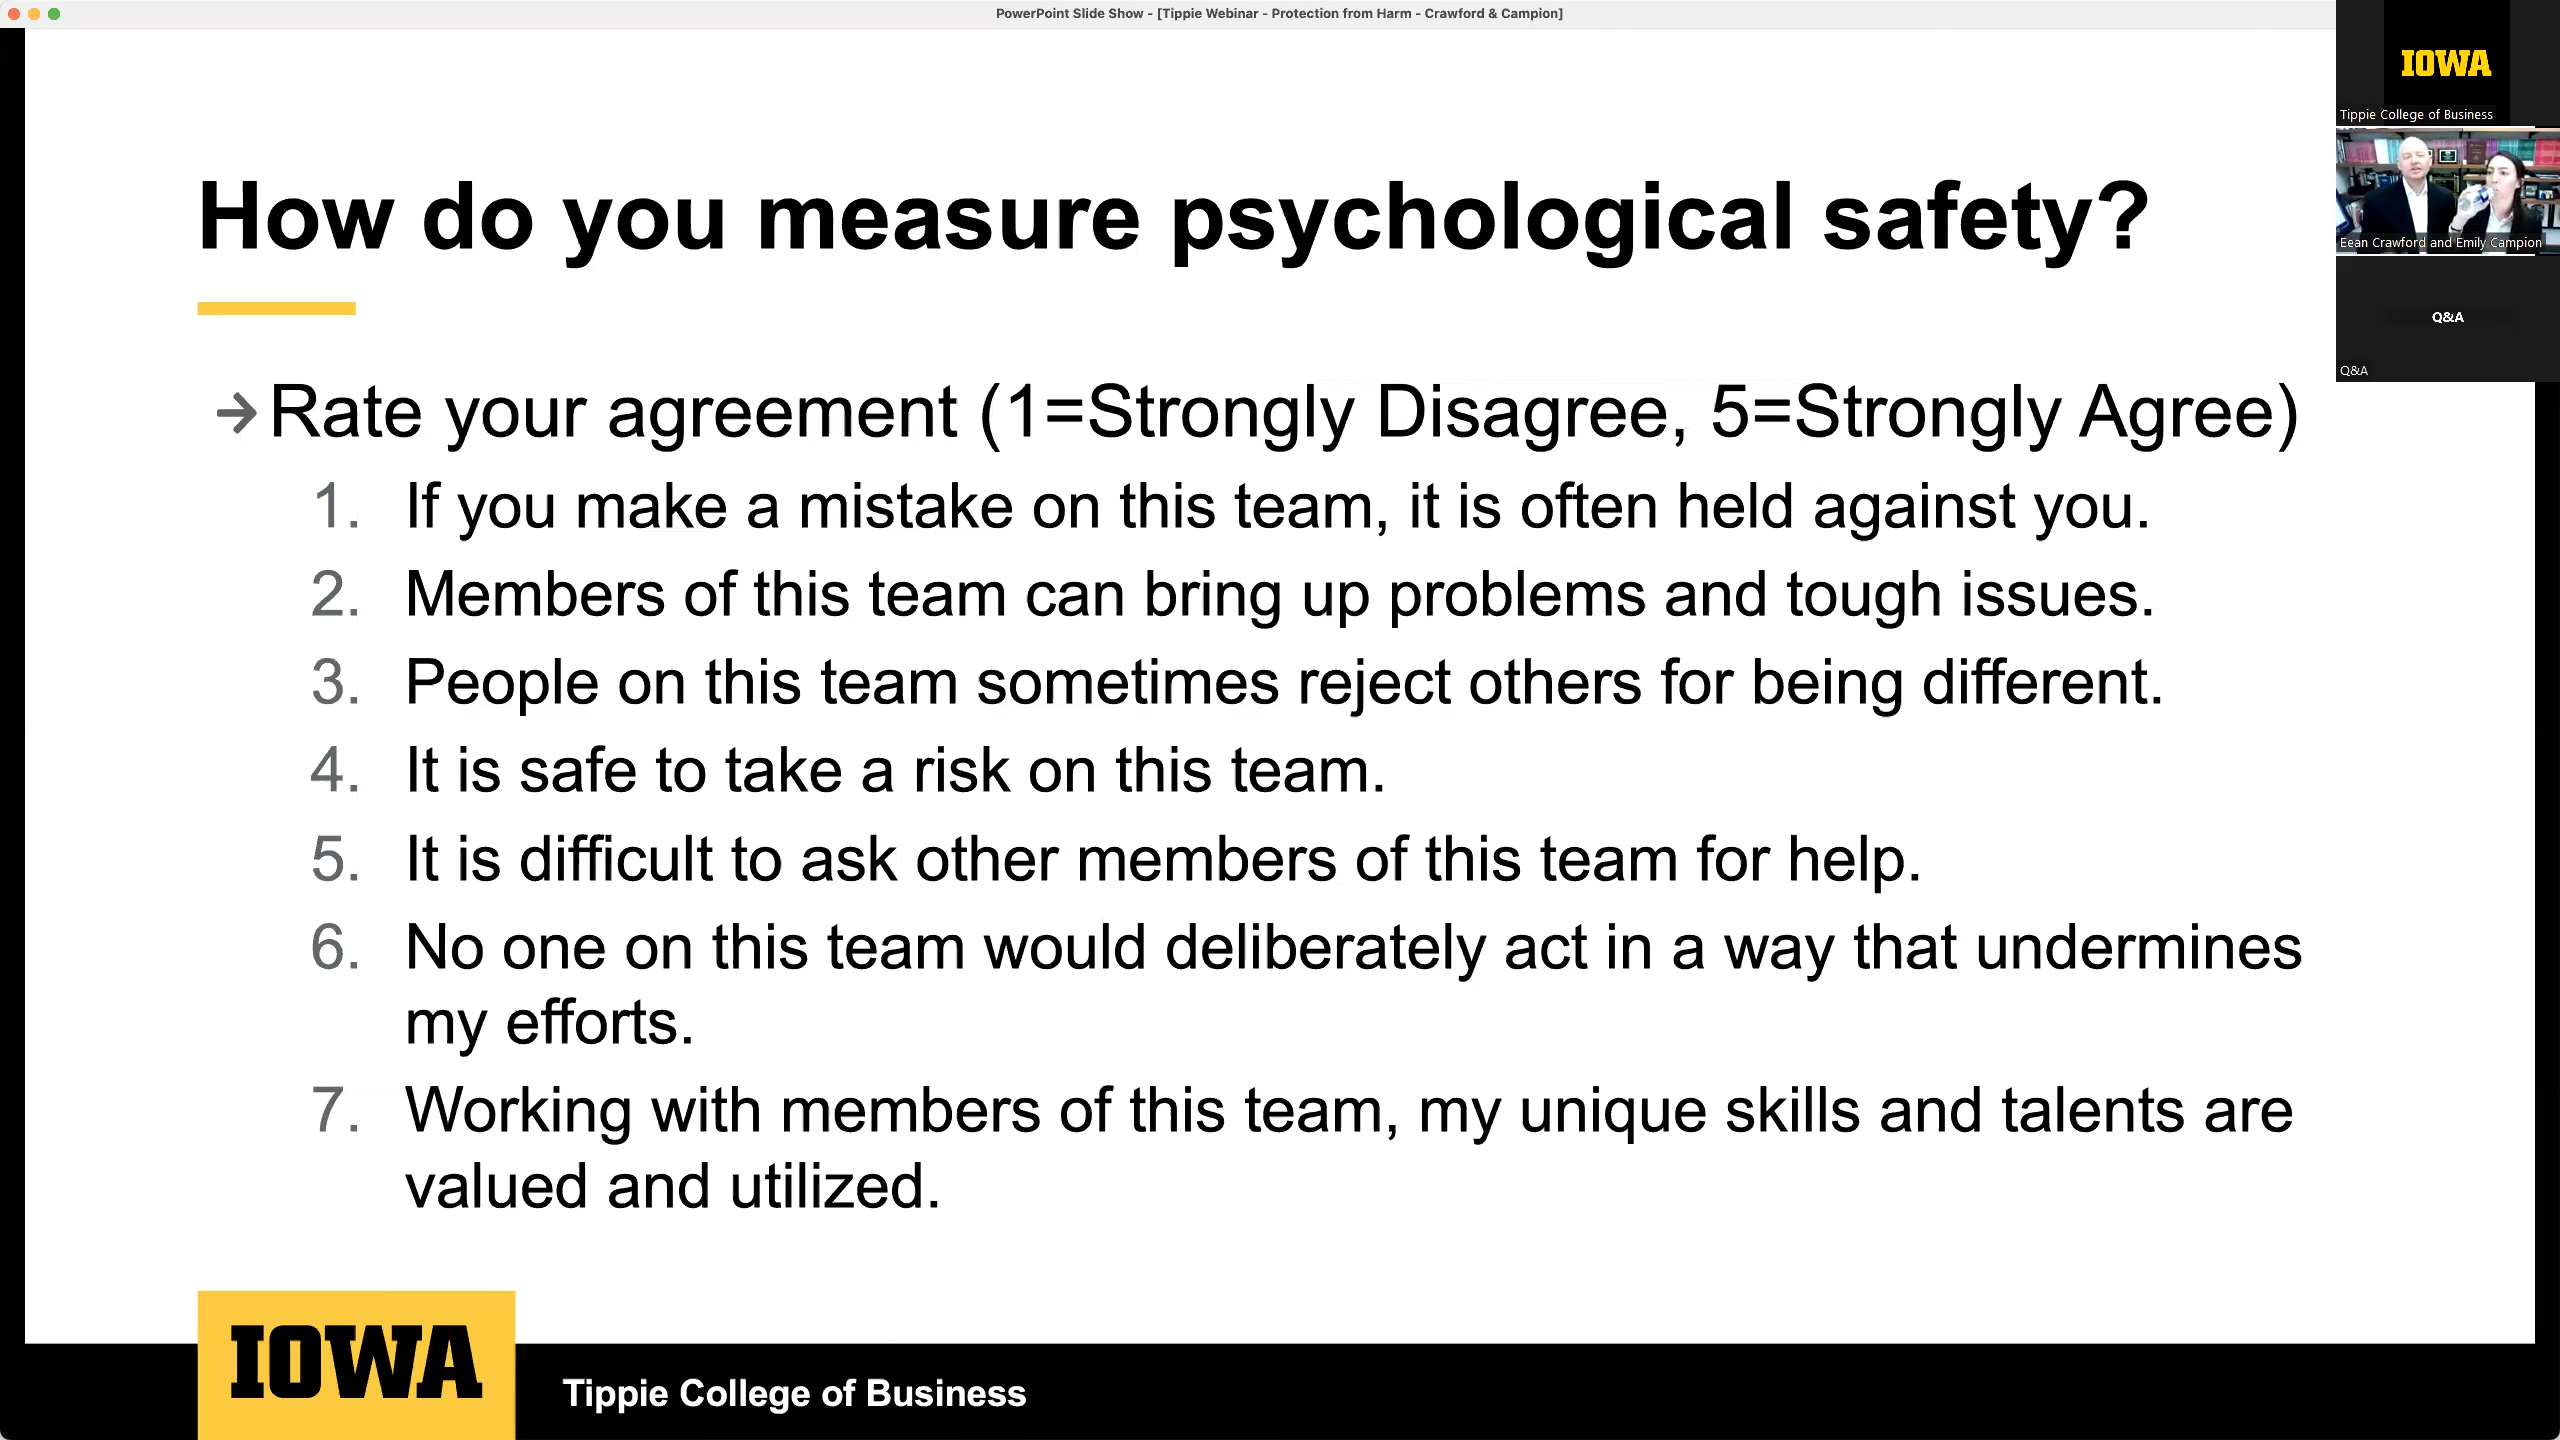 PowerPoint Slide Show - [Tippie Webinar - Protection from Harm - Crawford & Campion]
IOWA
Tippie College of Business
Eean Crawford and Emily Campion
Q&A
Q&A
How do you measure psychological safety?
→Rate your agreement (1=Strongly Disagree, 5=Strongly Agree)
1. If you make a mistake on this team, it is often held against you.
2. Members of this team can bring up problems and tough issues.
3. People on this team sometimes reject others for being different.
4. It is safe to take a risk on this team.
5. It is difficult to ask other members of this team for help.
6. No one on this team would deliberately act in a way that undermines
my efforts.
7. Working with members of this team, my unique skills and talents are
valued and utilized.
IOWA
Tippie College of Business